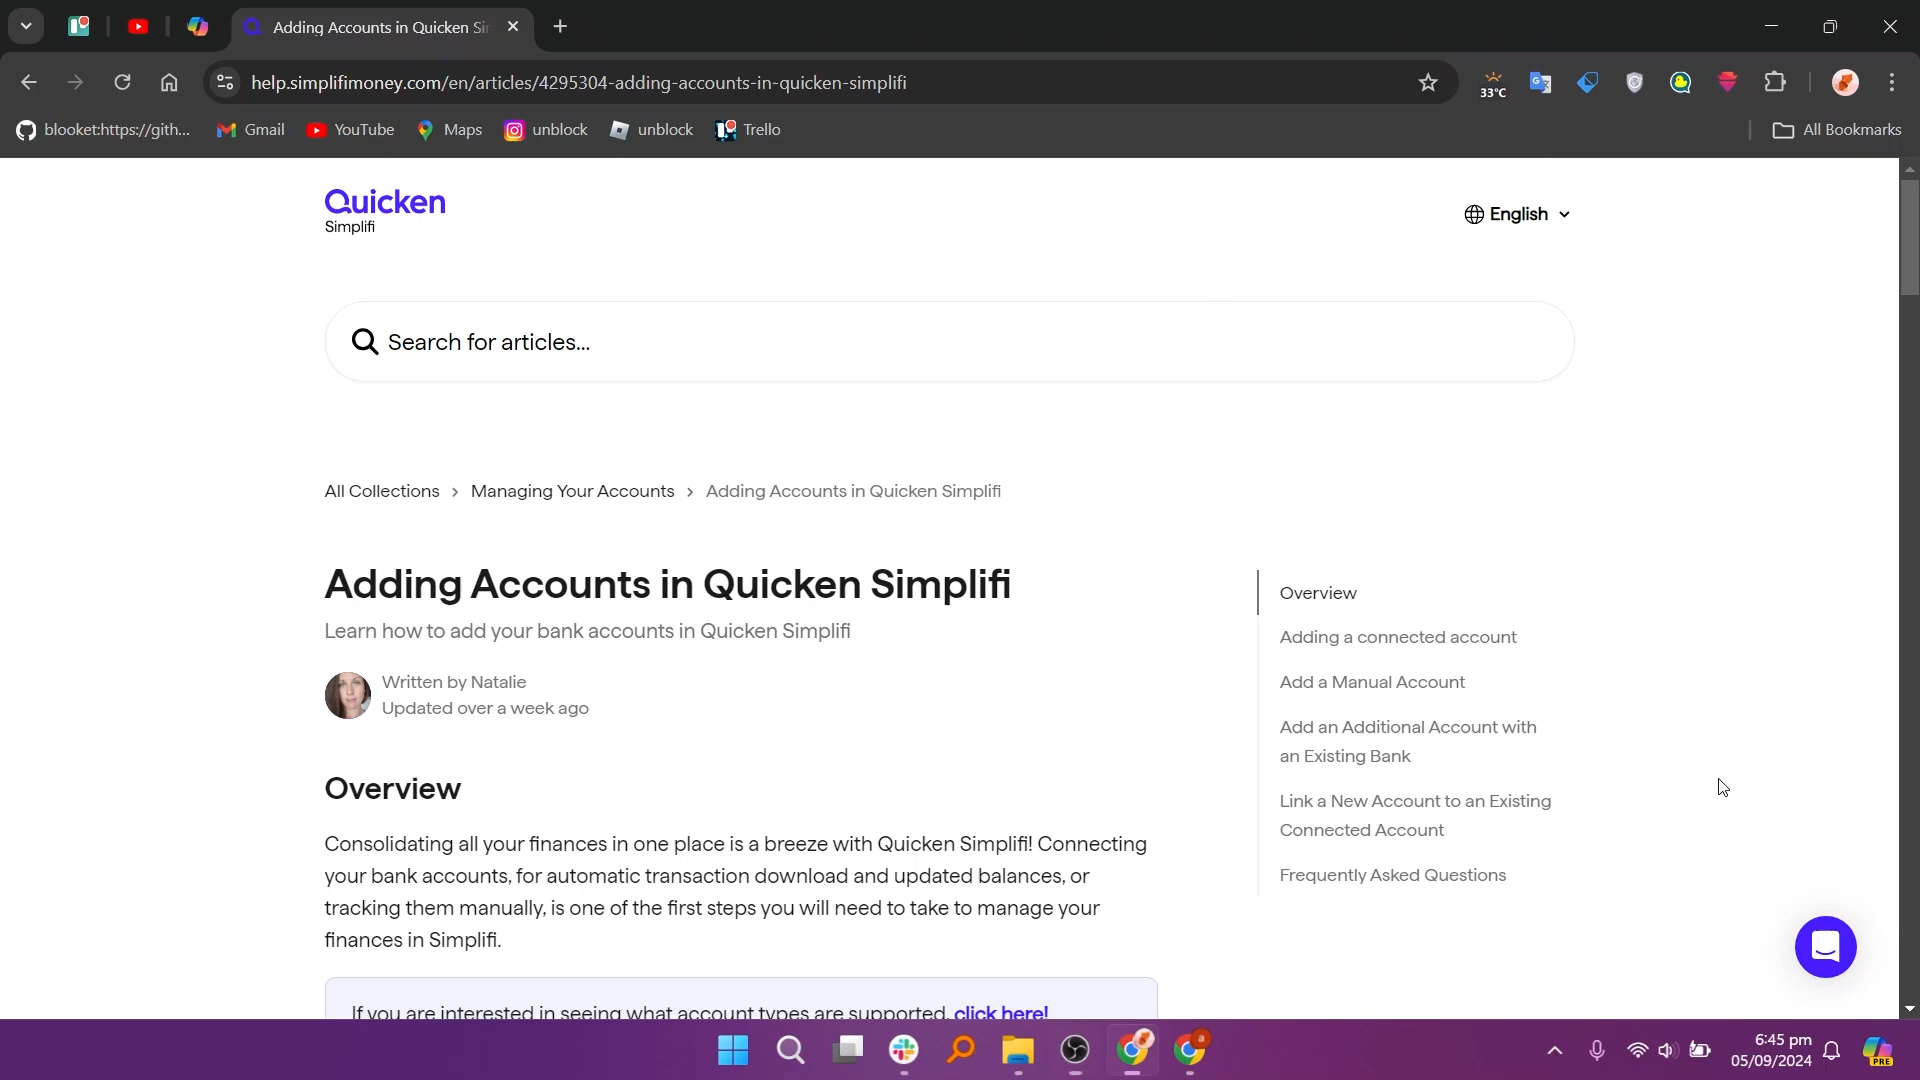 Adding Accounts in Quicken Sir
help.simplifimoney.com/en/articles/4295304-adding-accounts-in-quicken-simplifi
33°C
blooket:https://gith...
Gmail
YouTube
Maps
unblock
unblock
Trello
All Bookmarks
Quicken
Simplifi
English
Search for articles...
All Collections > Managing Your Accounts > Adding Accounts in Quicken Simplifi
Adding Accounts in Quicken Simplifi
Learn how to add your bank accounts in Quicken Simplifi
Written by Natalie
Updated over a week ago
Overview
Consolidating all your finances in one place is a breeze with Quicken Simplifi! Connecting
your bank accounts, for automatic transaction download and updated balances, or
tracking them manually, is one of the first steps you will need to take to manage your
finances in Simplifi.
If you are interested in seeing what account types are supported, click here!
Overview
Adding a connected account
Add a Manual Account
Add an Additional Account with
an Existing Bank
Link a New Account to an Existing
Connected Account
Frequently Asked Questions
6:45 pm
05/09/2024
PRE